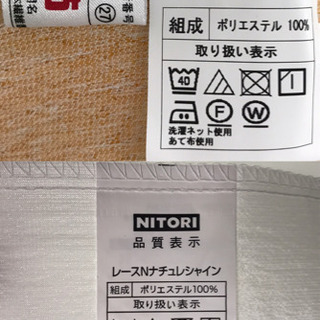 番号
27
組成 ポリエステル 100%
取り扱い表示
40
F W
洗濯ネット使用
あて布使用
NITORI
品質表示
レースNナチュレシャイン
組成 ポリエステル100%
取り扱い表示